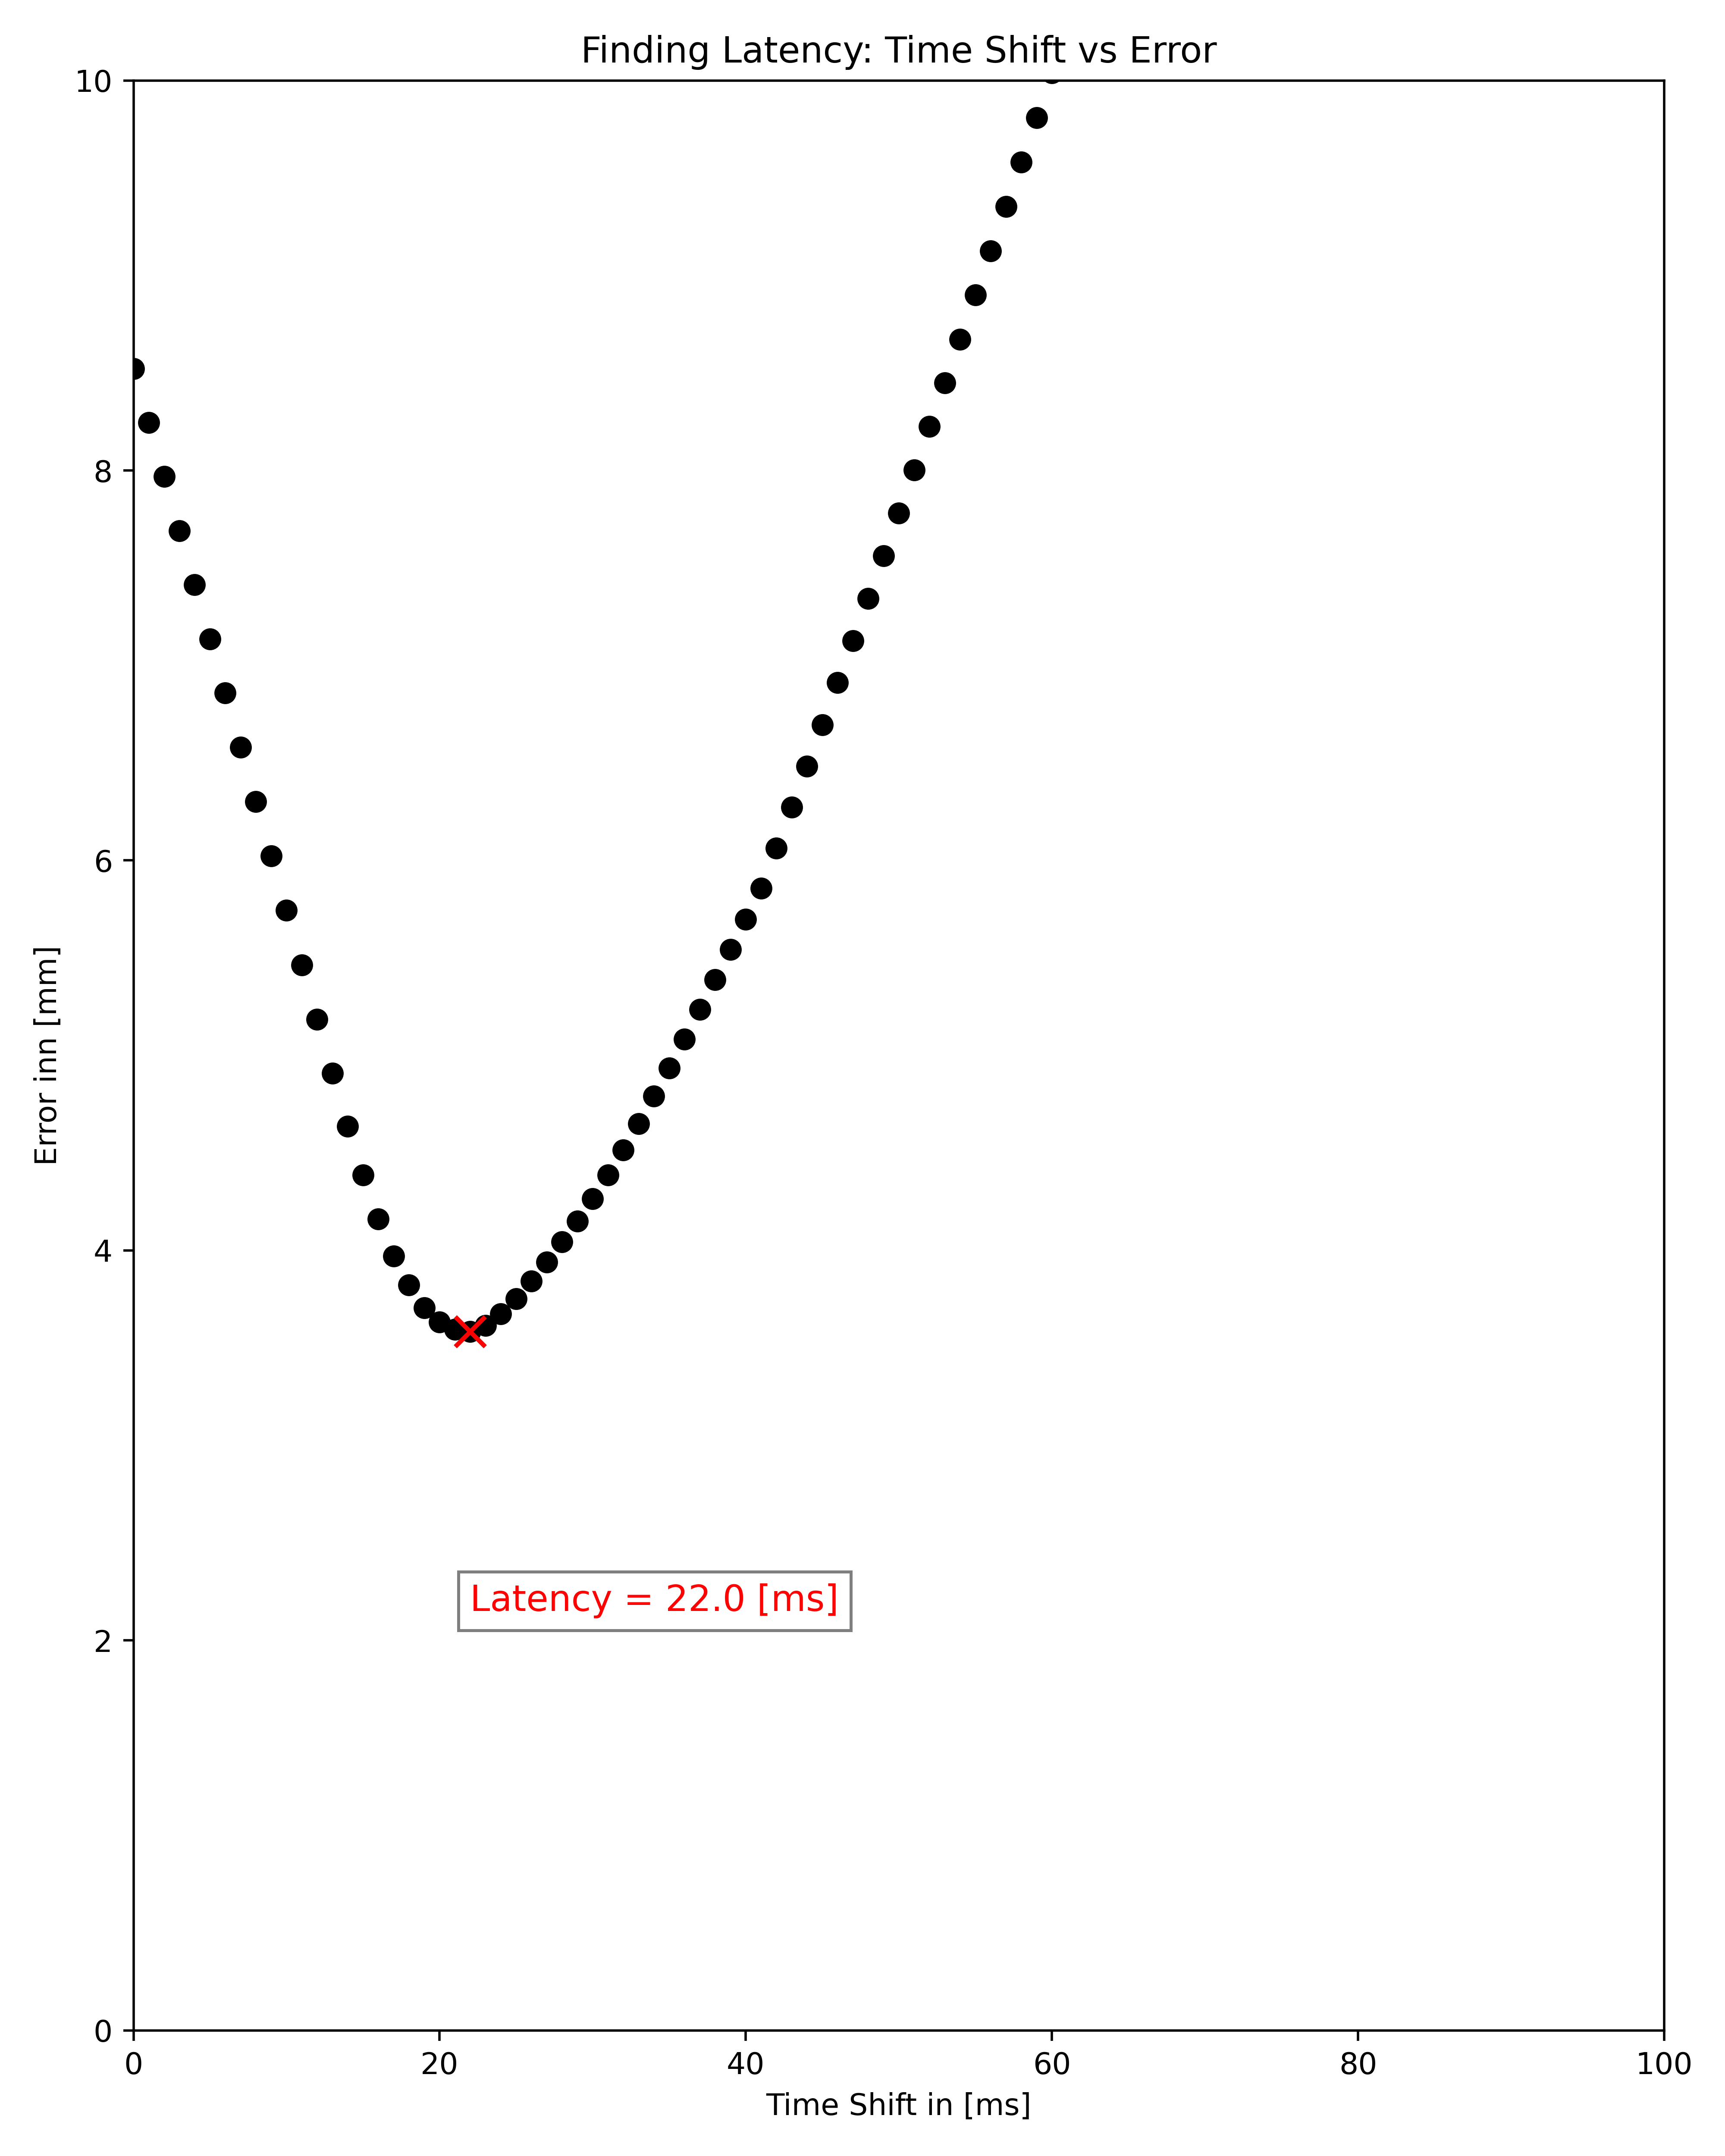 Finding Latency: Time Shift vs Error
10
8
6
4
2
0
Error inn [mm]
Latency = 22.0 [ms]
0 20 40 60 80 100
Time Shift in [ms]